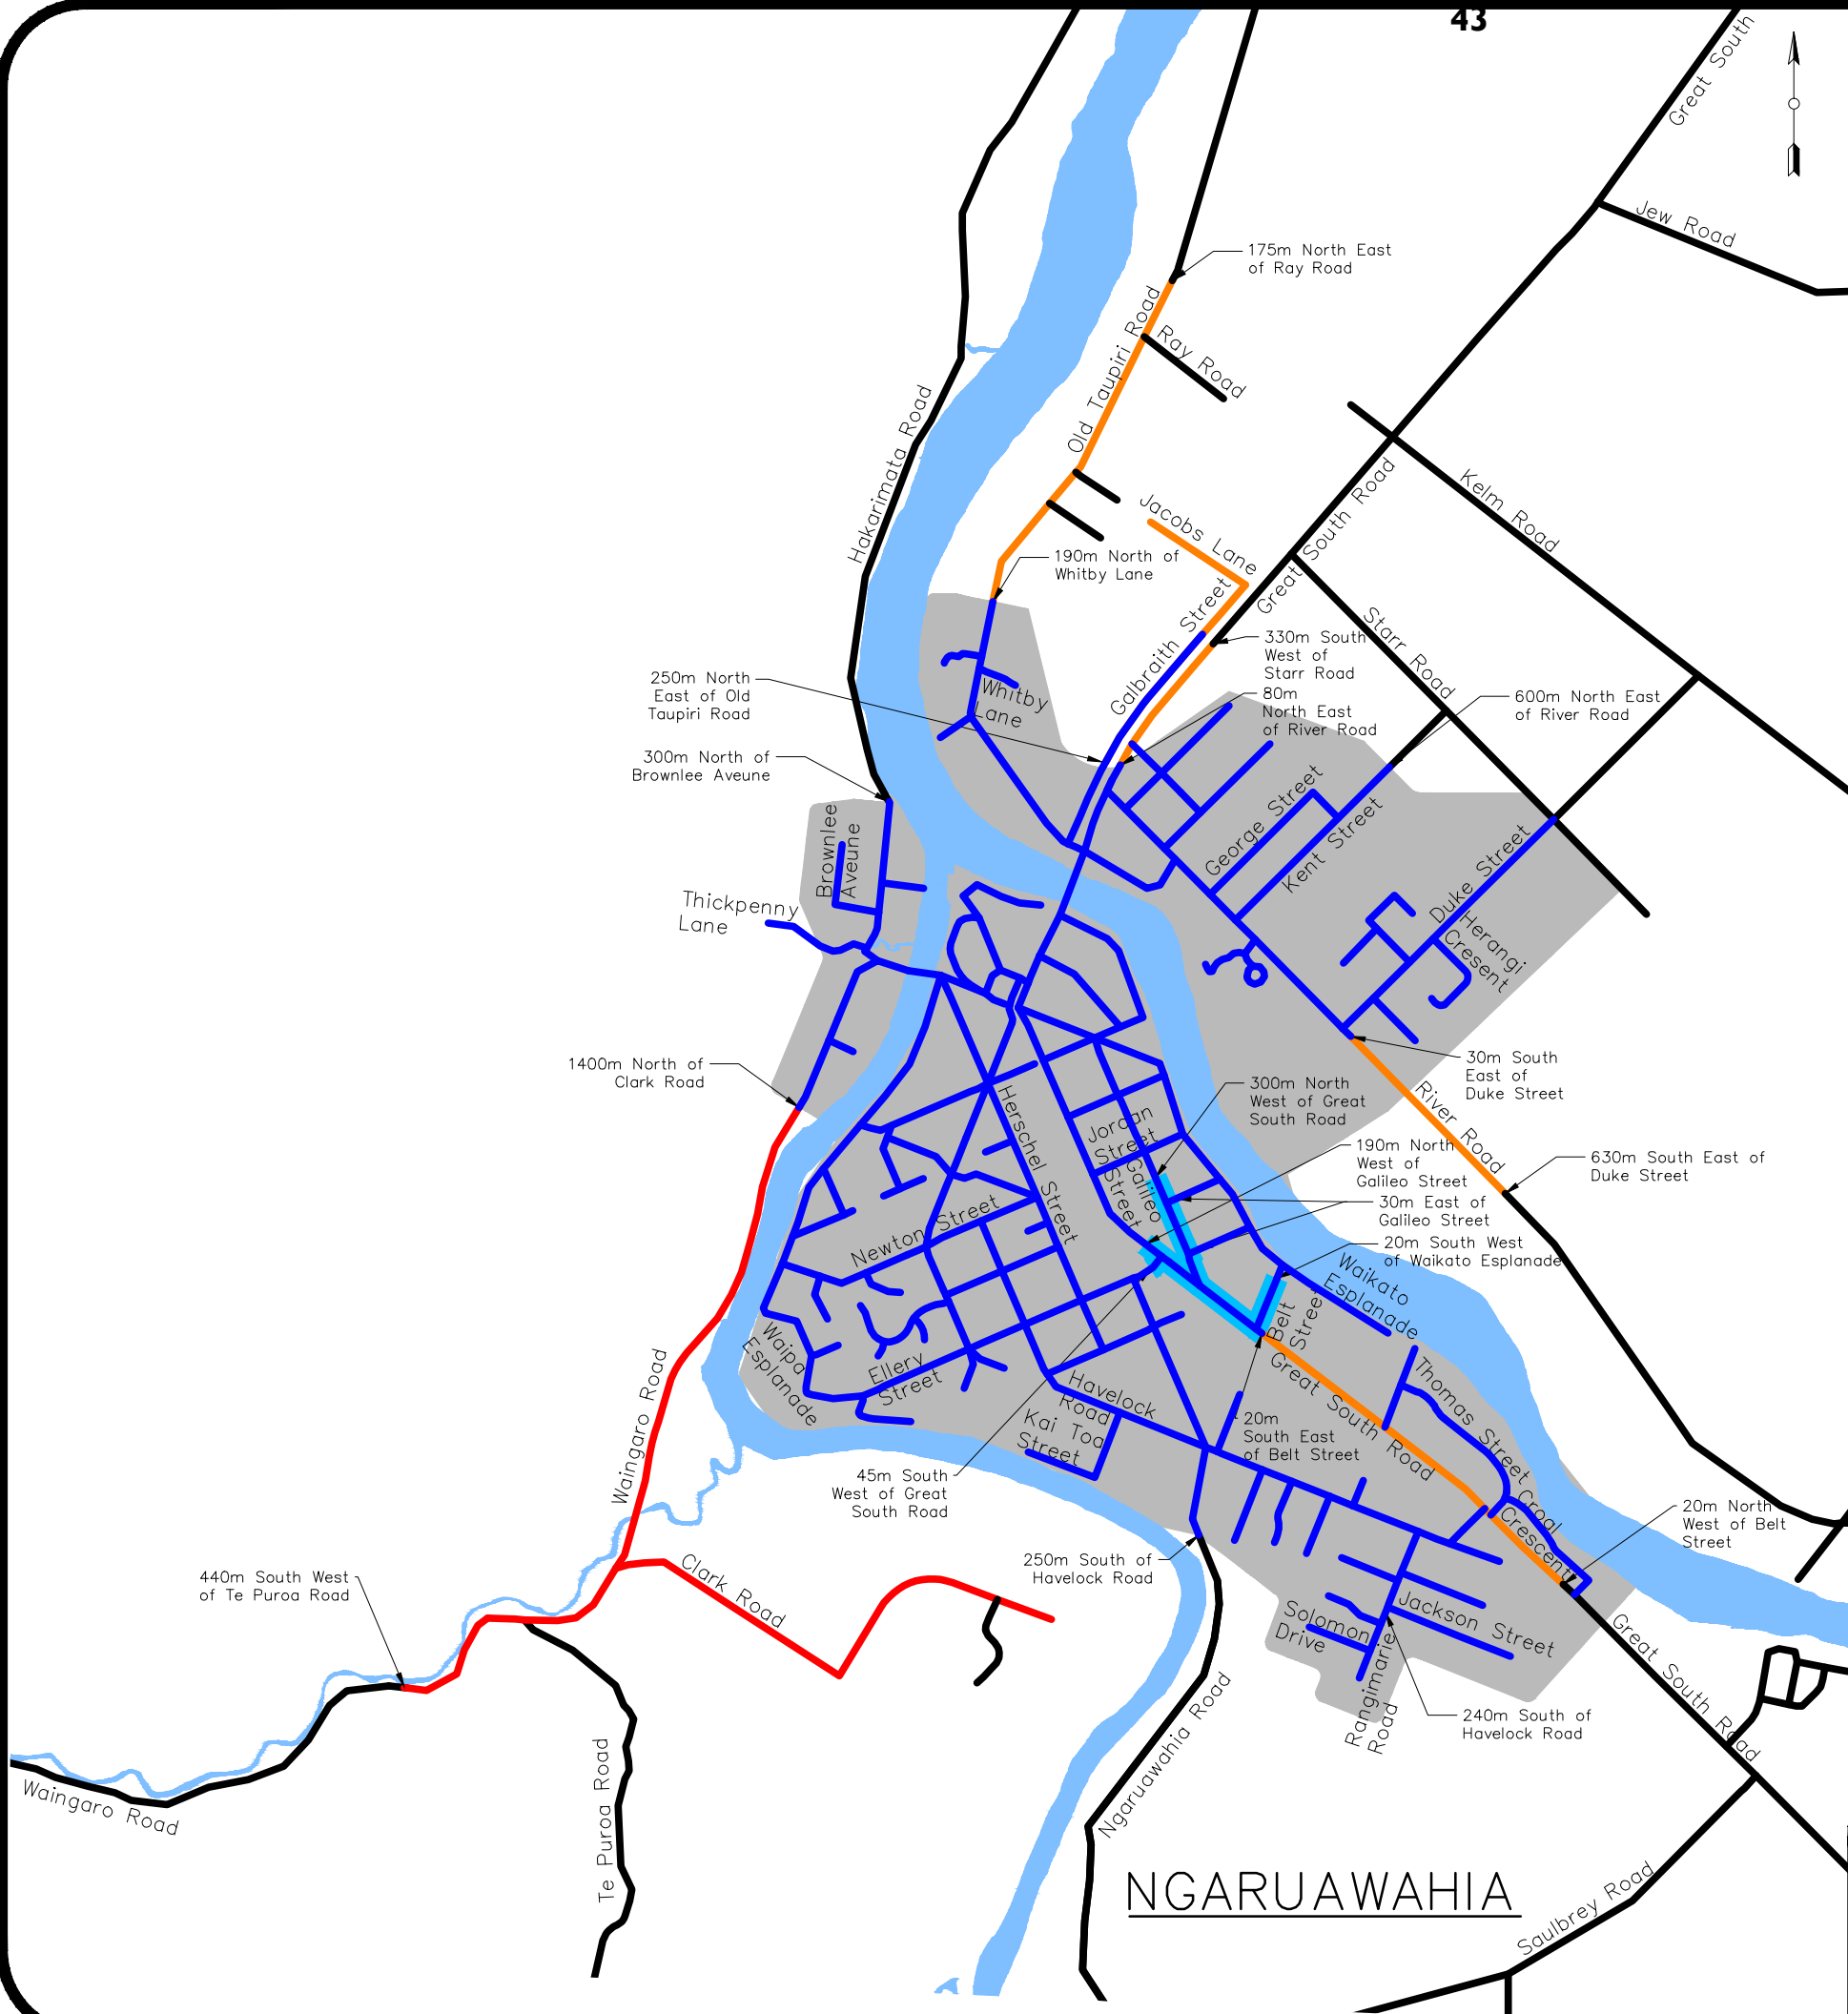 43
Great South
Jew Road
175m North East
of Ray Road
Ray Road
Old Taupiri Road
Hakarimata Road
Kelm Road
Jacobs Lane
Great South Road
190m North of
Whitby Lane
Galbraith Street
Starr Road
330m South
West of
Starr Road
250m North
East of Old
Taupiri Road
Whitby
Lane
80m
North East
of River Road
600m North East
of River Road
300m North of
Brownlee Aveune
George Street
Kent Street
Brownlee
Aveune
Duke Street
Thickpenny
Lane
Herangi
Cresent
1400m North of
Clark Road
30m South
East of
Duke Street
300m North
West of Great
South Road
River Road
Herschel Street
Jordan
Street
Galileo
Street
190m North
West of
Galileo Street
630m South East of
Duke Street
30m East of
Galileo Street
Newton Street
20m South West
of Waikato Esplanade
Waikato
Esplanade
Belt
Street
Waipa
Esplanade
Ellery
Street
Great South Road
Thomas Street
Waingaro Road
Havelock
Road
Kai Toa
Street
20m
South East
of Belt Street
45m South
West of Great
South Road
Croal
Crescent
20m North
West of Belt
Street
250m South of
Havelock Road
Clark Road
440m South West
of Te Puroa Road
Jackson Street
Solomon
Drive
Rangimarie
Road
Great South Road
240m South of
Havelock Road
Ngaruawahia Road
Waingaro Road
Te Puroa Road
NGARUAWAHIA
Saulbrey Road